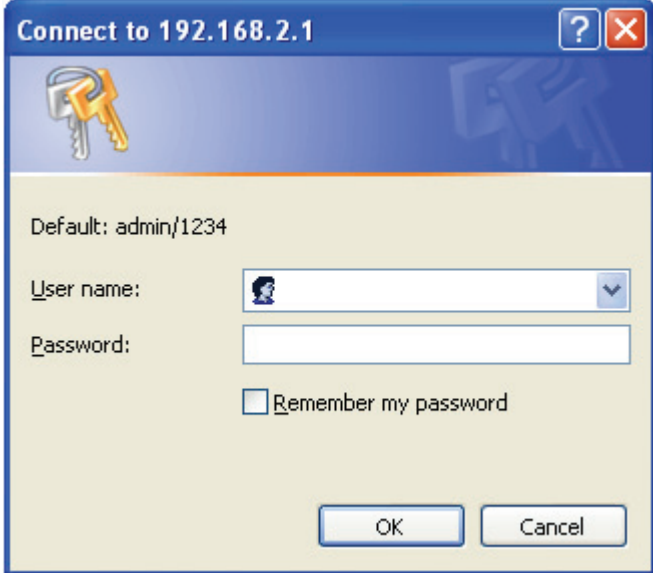 Connect to 192.168.2.1
?
Default: admin/1234
User name:
Password:
Remember my password
OK
Cancel